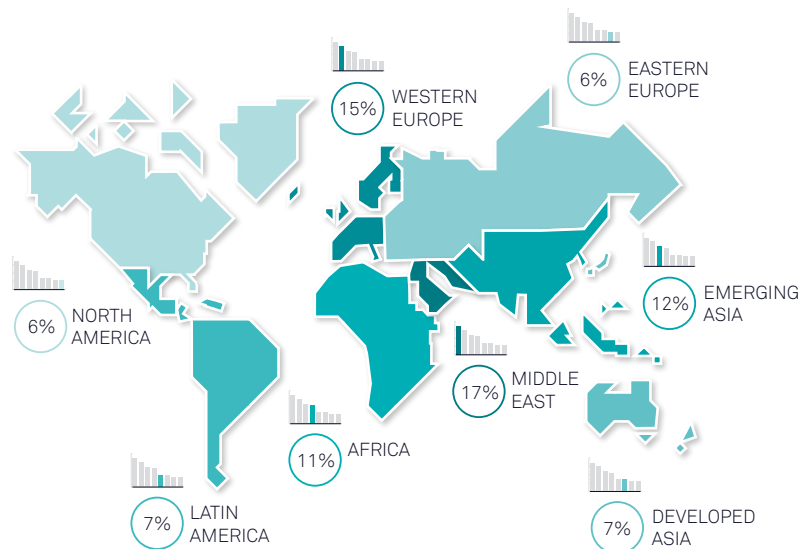 6%
EASTERN
EUROPE
15%
WESTERN
EUROPE
12%
EMERGING
ASIA
6%
NORTH
AMERICA
17%
MIDDLE
EAST
11%
AFRICA
7%
LATIN
AMERICA
7%
DEVELOPED
ASIA